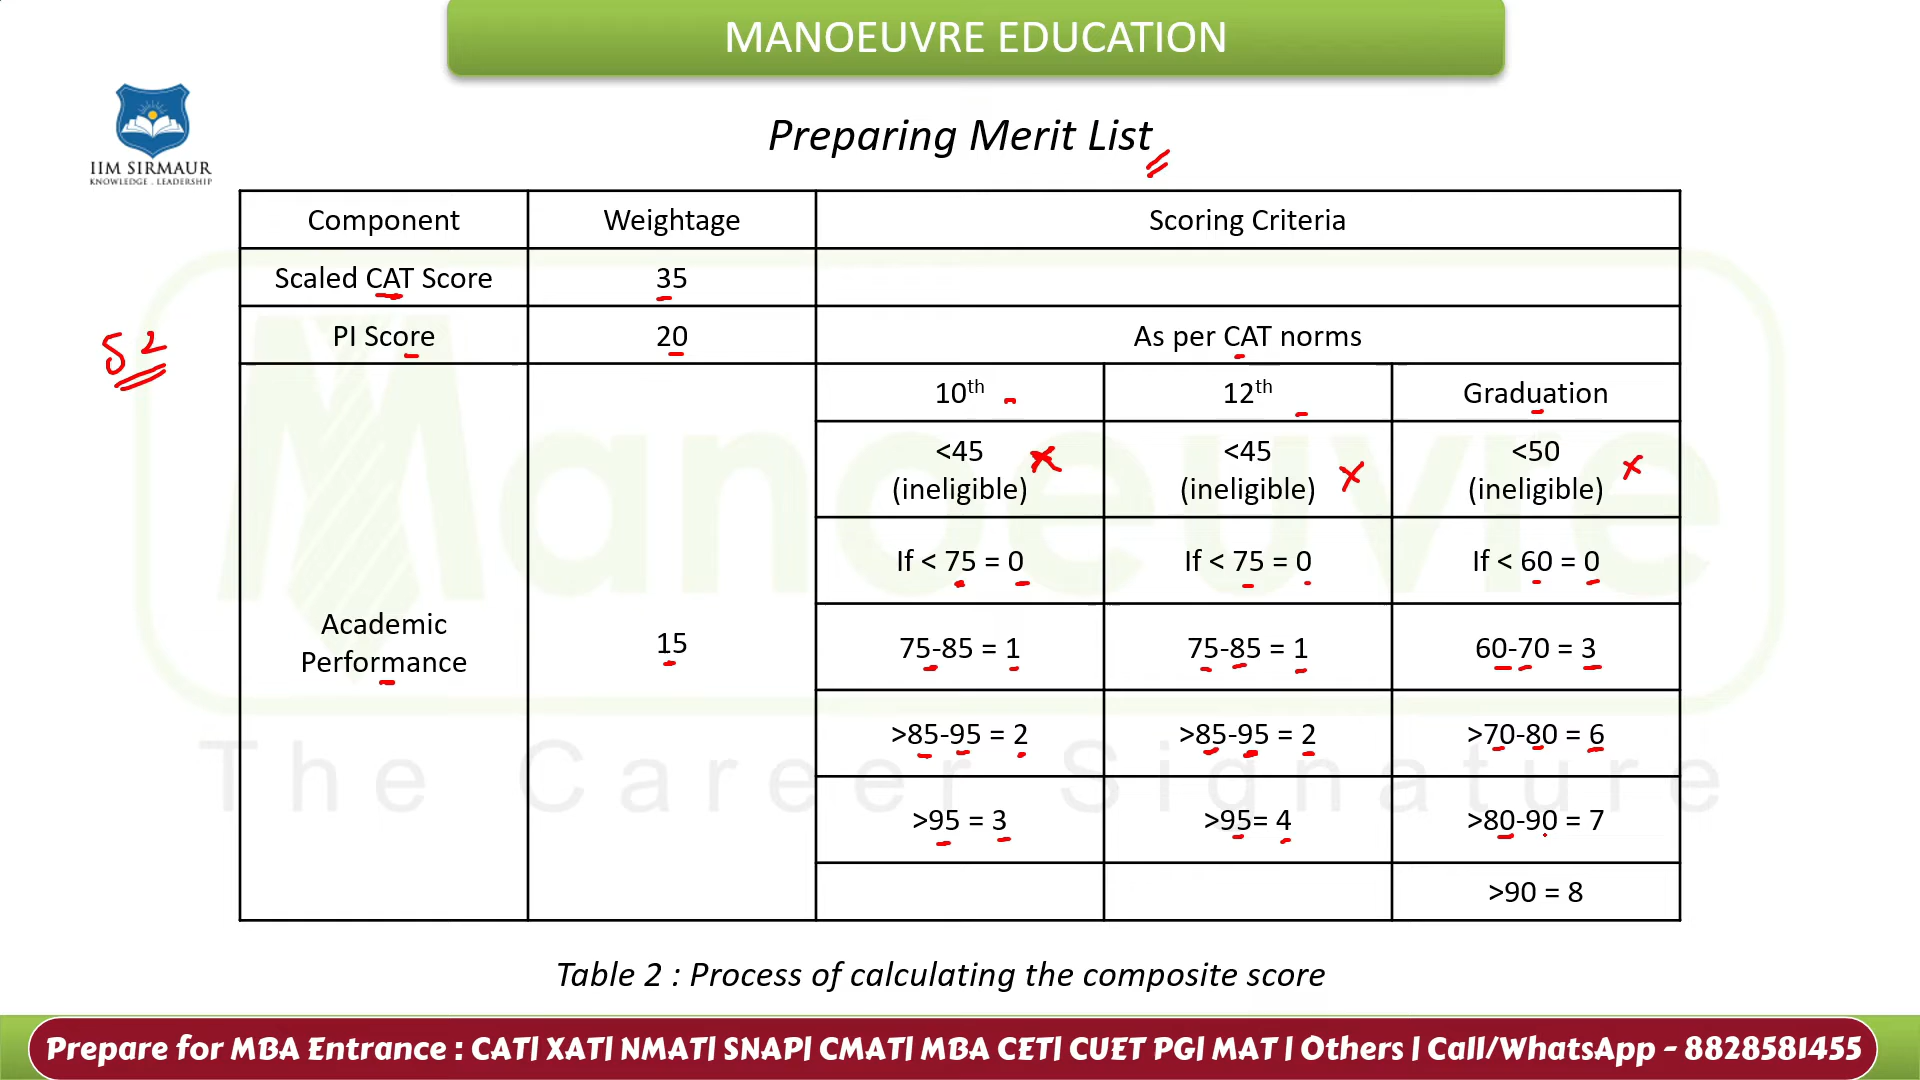 MANOEUVRE EDUCATION
IIM SIRMAUR
KNOWLEDGE . LEADERSHIP
Preparing Merit List
Component Weightage Scoring Criteria
Scaled CAT Score 35
52
PI Score 20 As per CAT norms
10th 12th Graduation
<45 <45 <50
(ineligible) (ineligible) (ineligible)
If < 75 = 0 If < 75 = 0 If < 60 = 0
Academic
Performance
15
75-85 = 1 75-85 = 1 60-70 = 3
>85-95 = 2 >85-95 = 2 >70-80 = 6
>95 = 3 >95= 4 >80-90 = 7
>90 = 8
Manoeuvre
The Career Signature
Table 2 : Process of calculating the composite score
Prepare for MBA Entrance : CAT| XAT| NMAT| SNAP| CMAT| MBA CET| CUET PG| MAT | Others | Call/WhatsApp - 8828581455